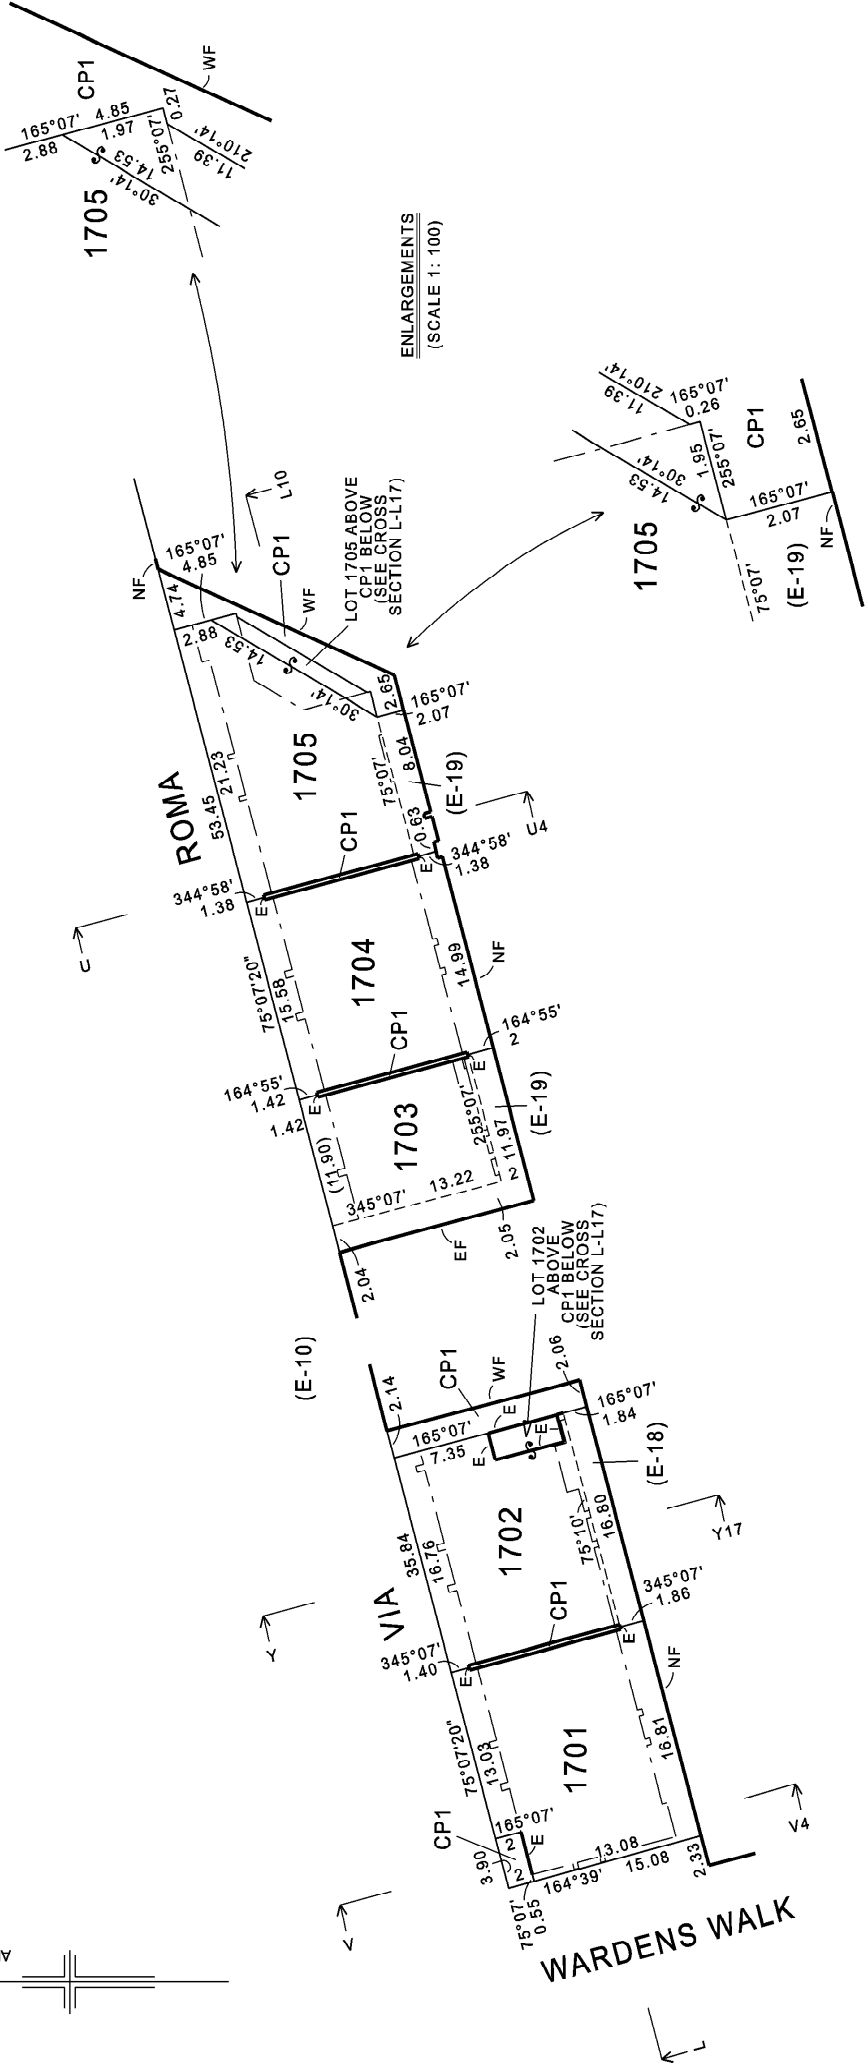 CP1
WF
165°07'
4.85
2.88
1.97
0.27
255°07'
210°14'
11.39
14.53
30°14'
1705
ENLARGEMENTS
(SCALE 1: 100)
210°14'
11.39
165°07'
0.26
14.53
30°14'
1.95
255°07'
CP1
2.65
1705
165°07'
2.07
75°07'
(E-19)
NF
L10
LOT 1705 ABOVE
CP1 BELOW
(SEE CROSS
SECTION L-L17)
CP1
WF
NF
165°07'
4.85
4.74
2.88
14.53
30°14'
2.65
165°07'
2.07
ROMA
53.45
21.23
1705
75°07'
8.04
(E-19)
CP1
0.63
U4
344°58'
1.38
E
E
344°58'
1.38
U
75°07'20"
15.58
1704
14.99
NF
CP1
164°55'
2
164°55'
1.42
E
E
1.42
(11.90)
1703
255°07'
11.97
(E-19)
345°07'
13.22
2
2.04
EF
2.05
LOT 1702
ABOVE
CP1 BELOW
(SEE CROSS
SECTION L-L17)
(E-10)
2.14
CP1
WF
2.06
165°07'
7.35
E
E
E
165°07'
1.84
(E-18)
35.84
16.76
1702
75°10'
16.80
Y17
VIA
Y
CP1
345°07'
1.86
345°07'
1.40
E
E
NF
75°07'20"
13.03
1701
16.81
CP1
165°07'
2
E
3.90
2
13.08
V4
75°07'
0.55
164°39'
15.08
2.33
V
WARDENS WALK
L